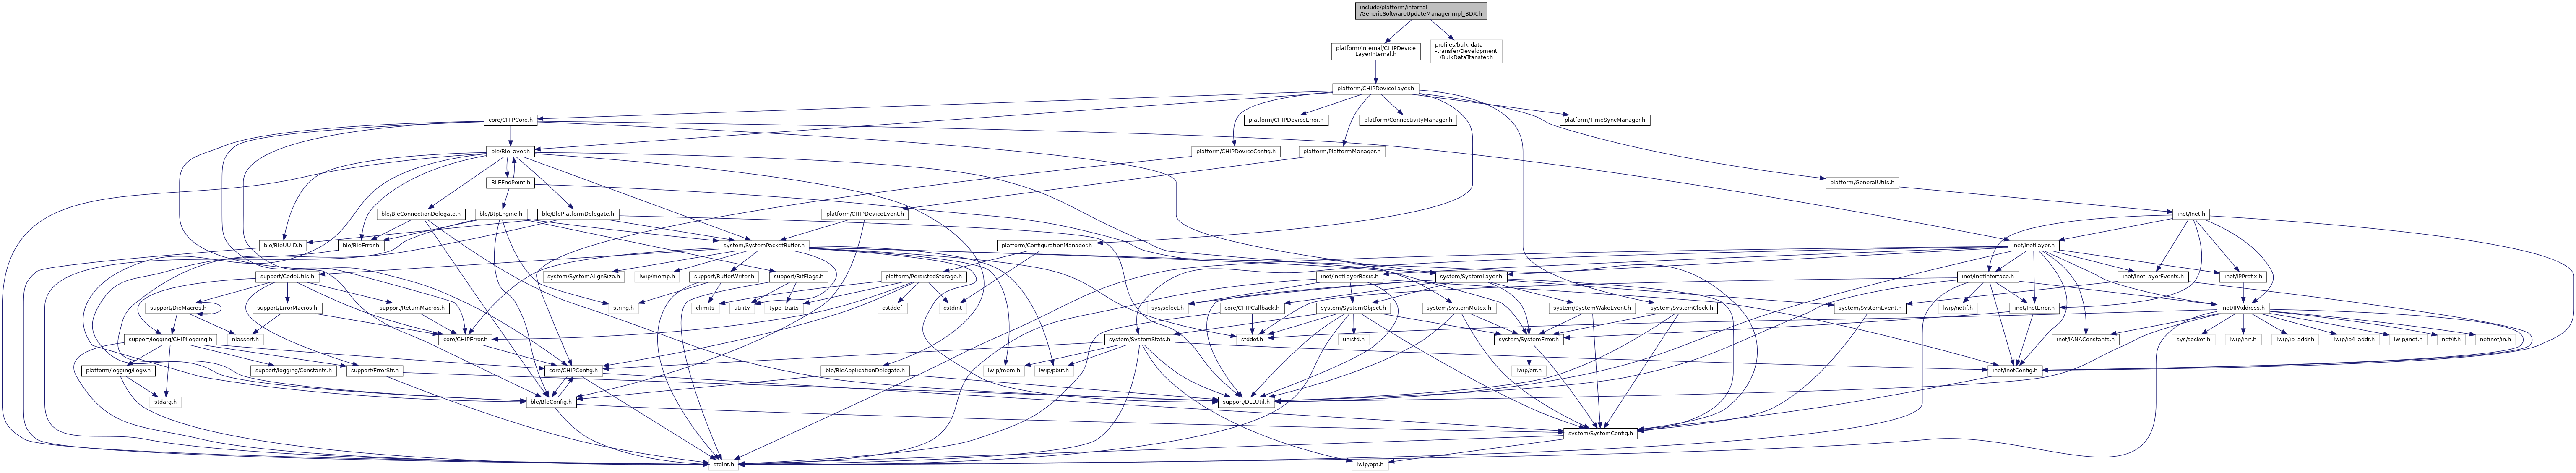 include/platform/internal
/GenericSoftwareUpdateManagerImpl_BDX.h
platform/internal/CHIPDevice
LayerInternal.h
profiles/bulk-data
-transfer/Development
/BulkDataTransfer.h
platform/CHIPDeviceLayer.h
core/CHIPCore.h
platform/CHIPDeviceError.h
platform/ConnectivityManager.h
platform/TimeSyncManager.h
ble/BleLayer.h
platform/CHIPDeviceConfig.h
platform/PlatformManager.h
BLEEndPoint.h
platform/GeneralUtils.h
ble/BleConnectionDelegate.h
ble/BtpEngine.h
ble/BlePlatformDelegate.h
platform/CHIPDeviceEvent.h
inet/Inet.h
ble/BleUUID.h
ble/BleError.h
system/SystemPacketBuffer.h
platform/ConfigurationManager.h
inet/InetLayer.h
support/CodeUtils.h
system/SystemAlignSize.h
lwip/memp.h
support/BufferWriter.h
support/BitFlags.h
platform/PersistedStorage.h
inet/InetLayerBasis.h
system/SystemLayer.h
inet/InetInterface.h
inet/InetLayerEvents.h
inet/IPPrefix.h
support/DieMacros.h
support/ErrorMacros.h
support/ReturnMacros.h
string.h
climits
utility
type_traits
cstddef
cstdint
sys/select.h
core/CHIPCallback.h
system/SystemObject.h
system/SystemMutex.h
system/SystemWakeEvent.h
system/SystemClock.h
system/SystemEvent.h
lwip/netif.h
inet/InetError.h
inet/IPAddress.h
support/logging/CHIPLogging.h
nlassert.h
core/CHIPError.h
system/SystemStats.h
stddef.h
unistd.h
system/SystemError.h
inet/IANAConstants.h
sys/socket.h
lwip/init.h
lwip/ip_addr.h
lwip/ip4_addr.h
lwip/inet.h
net/if.h
netinet/in.h
platform/logging/LogV.h
support/logging/Constants.h
support/ErrorStr.h
core/CHIPConfig.h
ble/BleApplicationDelegate.h
lwip/mem.h
lwip/pbuf.h
lwip/err.h
inet/InetConfig.h
stdarg.h
ble/BleConfig.h
support/DLLUtil.h
system/SystemConfig.h
stdint.h
lwip/opt.h